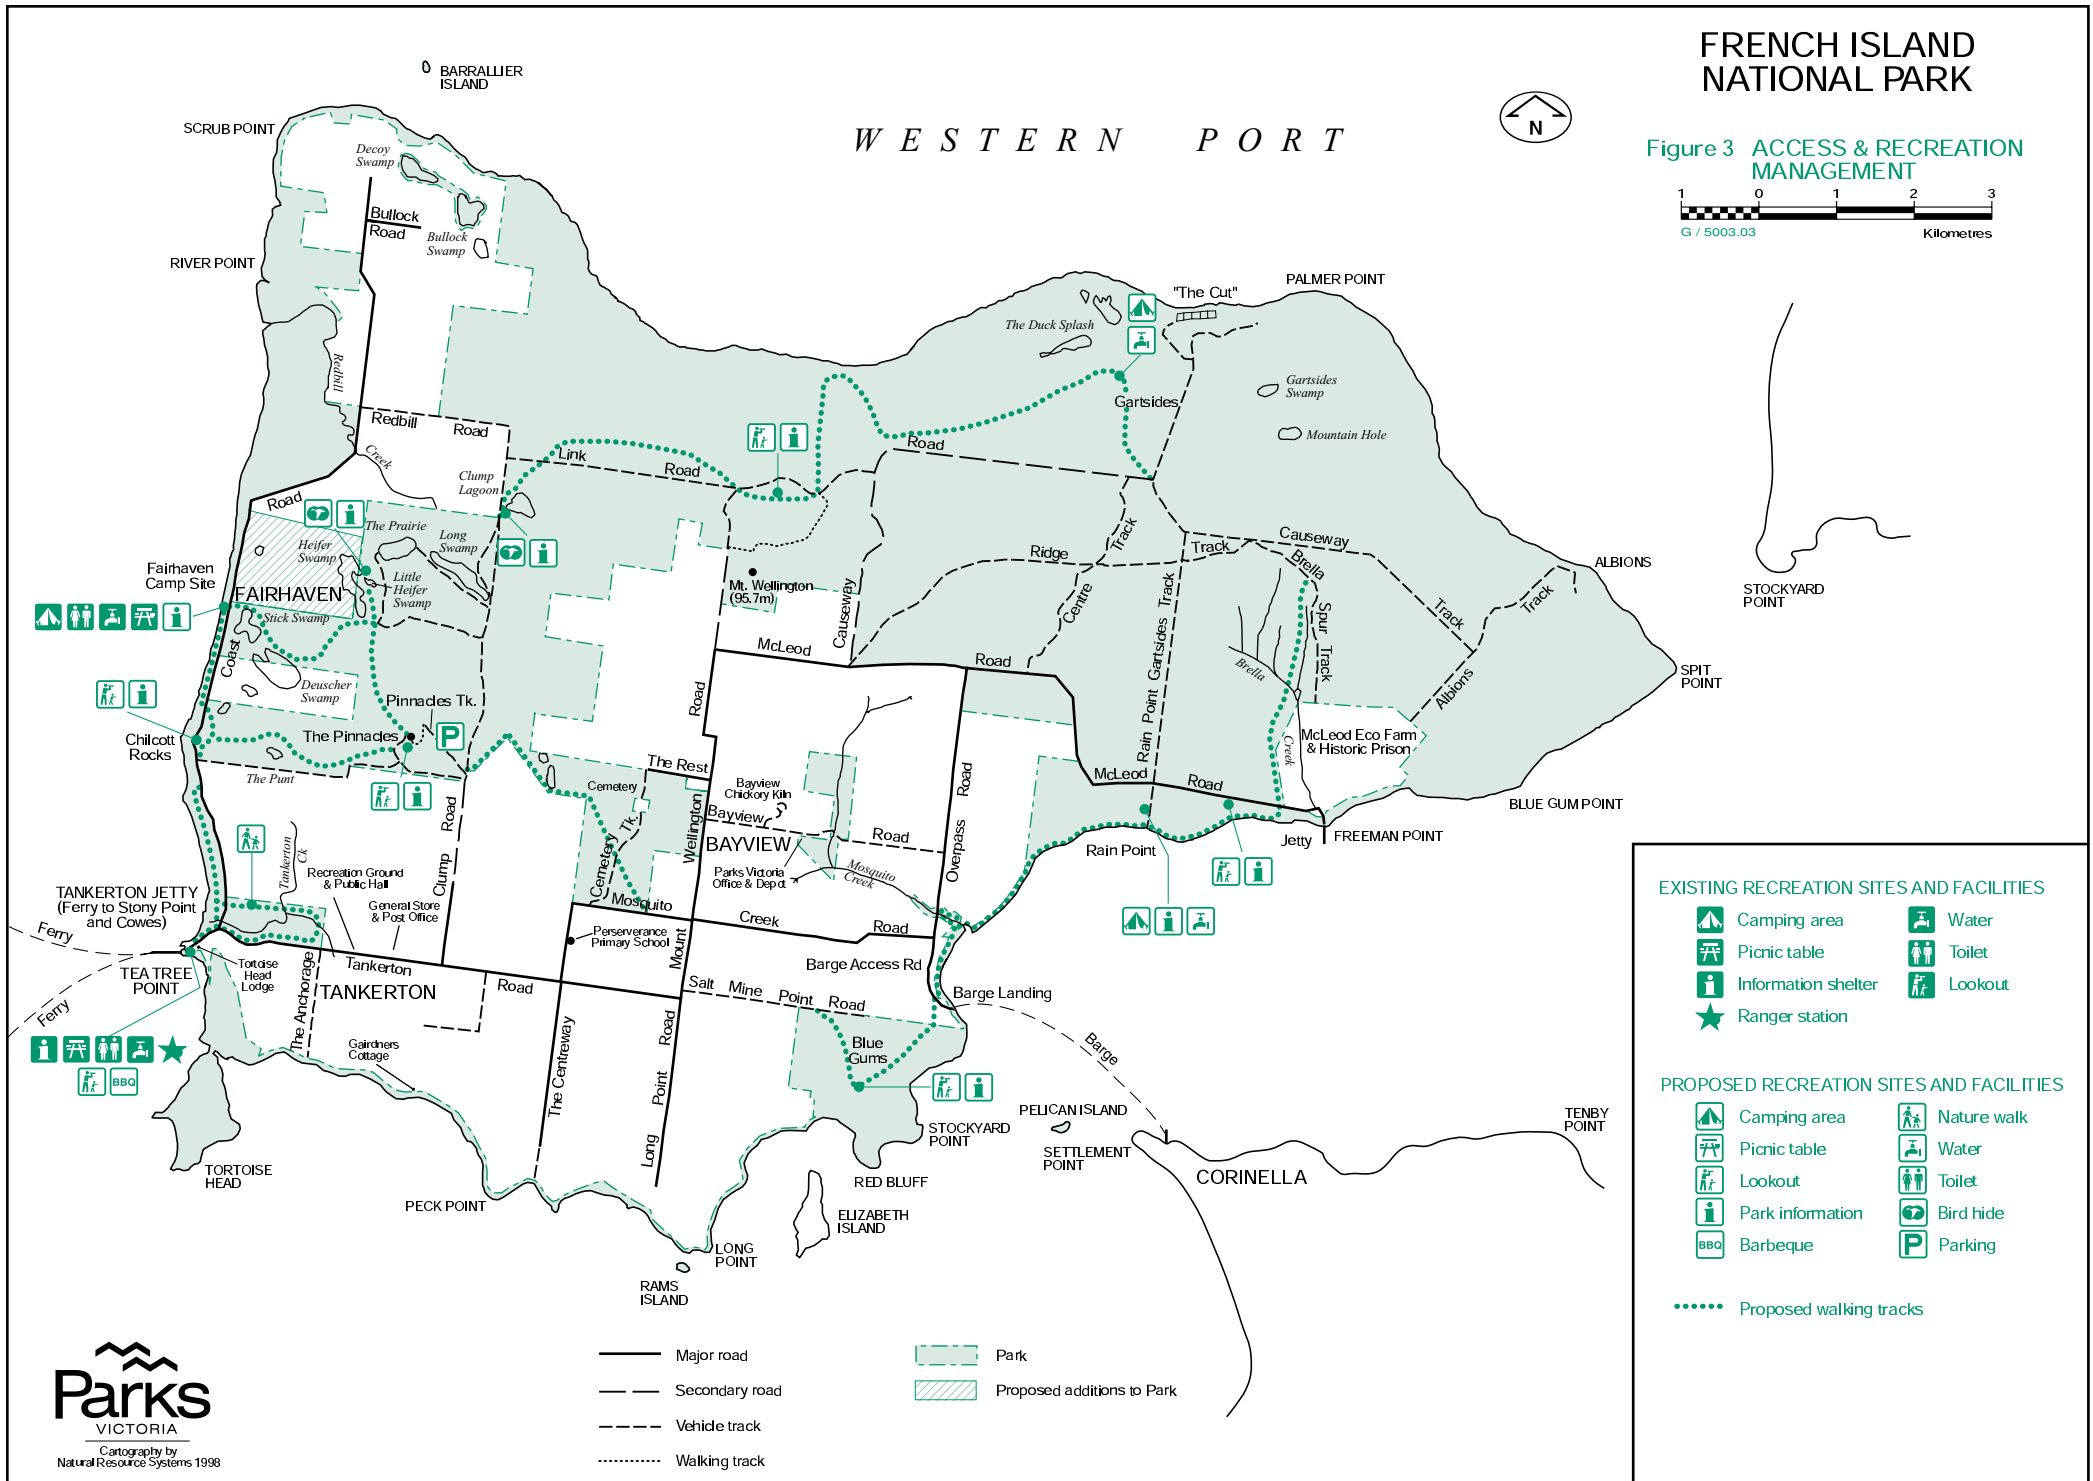 FRENCH ISLAND
NATIONAL PARK
Figure 3 ACCESS & RECREATION
MANAGEMENT
1 0 1 2 3
G / 5003.03
Kilometres
N
WESTERN PORT
BARRALLIER
ISLAND
SCRUB POINT
Decoy
Swamp
Bullock
Road
Bullock
Swamp
RIVER POINT
Redbill
Creek
Redbill Road
PALMER POINT
"The Cut"
The Duck Splash
Gartsides
Swamp
Mountain Hole
Gartsides
Road
Link Road
Clump
Lagoon
Road
The Prairie
Long
Swamp
Heifer
Swamp
Little
Heifer
Swamp
Fairhaven
Camp Site
FAIRHAVEN
Stick Swamp
Coast
Deuscher
Swamp
Pinnacles Tk.
The Pinnacles
P
Chilcott
Rocks
The Punt
Mt. Wellington
(95.7m)
Causeway
Ridge
Track
Centre
Track
Causeway
Track
Rain Point Gartsides Track
Brella
Spur Track
Brella
Creek
Albions
Track
ALBIONS
STOCKYARD
POINT
SPIT
POINT
BLUE GUM POINT
FREEMAN POINT
McLeod Eco Farm
& Historic Prison
McLeod
Road
McLeod
Road
Jetty
Rain Point
Road
The Rest
Cemetery
Bayview
Chickory Kiln
Bayview
Road
BAYVIEW
Wellington
Cemetery Tk.
Parks Victoria
Office & Depot
Mosquito
Creek
Overpass
Road
Mosquito
Creek
Road
Perserverance
Primary School
Mount
Barge Access Rd
Barge Landing
Barge
Salt Mine Point Road
Blue
Gums
Clump
Road
Tankerton
Ck
Recreation Ground
& Public Hall
General Store
& Post Office
TANKERTON JETTY
(Ferry to Stony Point
and Cowes)
Ferry
Ferry
TEA TREE
POINT
Tortoise
Head
Lodge
The Anchorage
Tankerton
Road
TANKERTON
Gairdners
Cottage
The Centreway
Long
Point
Road
BBQ
TORTOISE
HEAD
PECK POINT
LONG
POINT
RAMS
ISLAND
ELIZABETH
ISLAND
RED BLUFF
STOCKYARD
POINT
PELICAN ISLAND
SETTLEMENT
POINT
CORINELLA
TENBY
POINT
EXISTING RECREATION SITES AND FACILITIES
Camping area
Water
Picnic table
Toilet
Information shelter
Lookout
Ranger station
PROPOSED RECREATION SITES AND FACILITIES
Camping area
Nature walk
Picnic table
Water
Lookout
Toilet
Park information
Bird hide
BBQ Barbeque
P Parking
Proposed walking tracks
Major road
Secondary road
Vehicle track
Walking track
Park
Proposed additions to Park
Parks
VICTORIA
Cartography by
Natural Resource Systems 1998